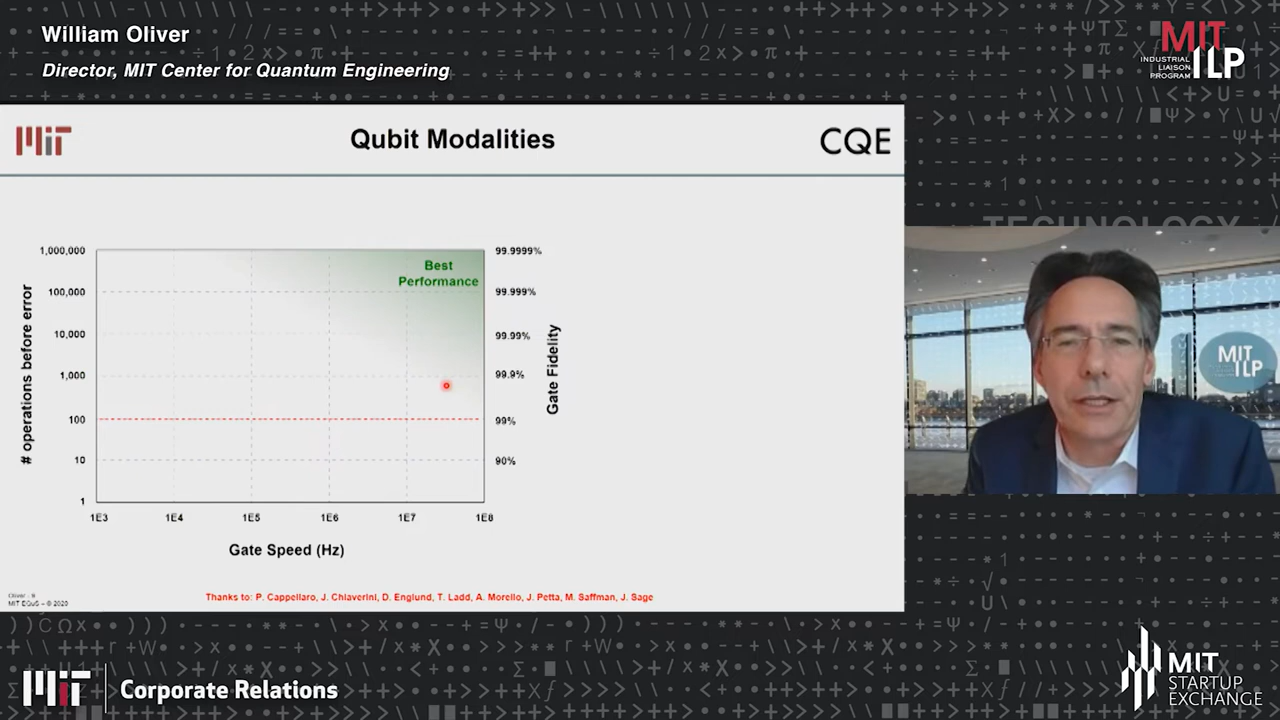 William Oliver
Director, MIT Center for Quantum Engineering
MIT
INDUSTRIAL
LIAISON
PROGRAM
ILP
MIT
Qubit Modalities
CQE
TECHNOLOGY
1,000,000
100,000
10,000
1,000
100
10
1
# operations before error
Best
Performance
99.9999%
99.999%
99.99%
99.9%
99%
90%
Gate Fidelity
1E3 1E4 1E5 1E6 1E7 1E8
Gate Speed (Hz)
Thanks to: P. Cappellaro, J. Chiaverini, D. Englund, T. Ladd, A. Morello, J. Petta, M. Saffman, J. Sage
MIT EQuS – © 2020
MIT
ILP
MIT
Corporate Relations
MIT
STARTUP
EXCHANGE